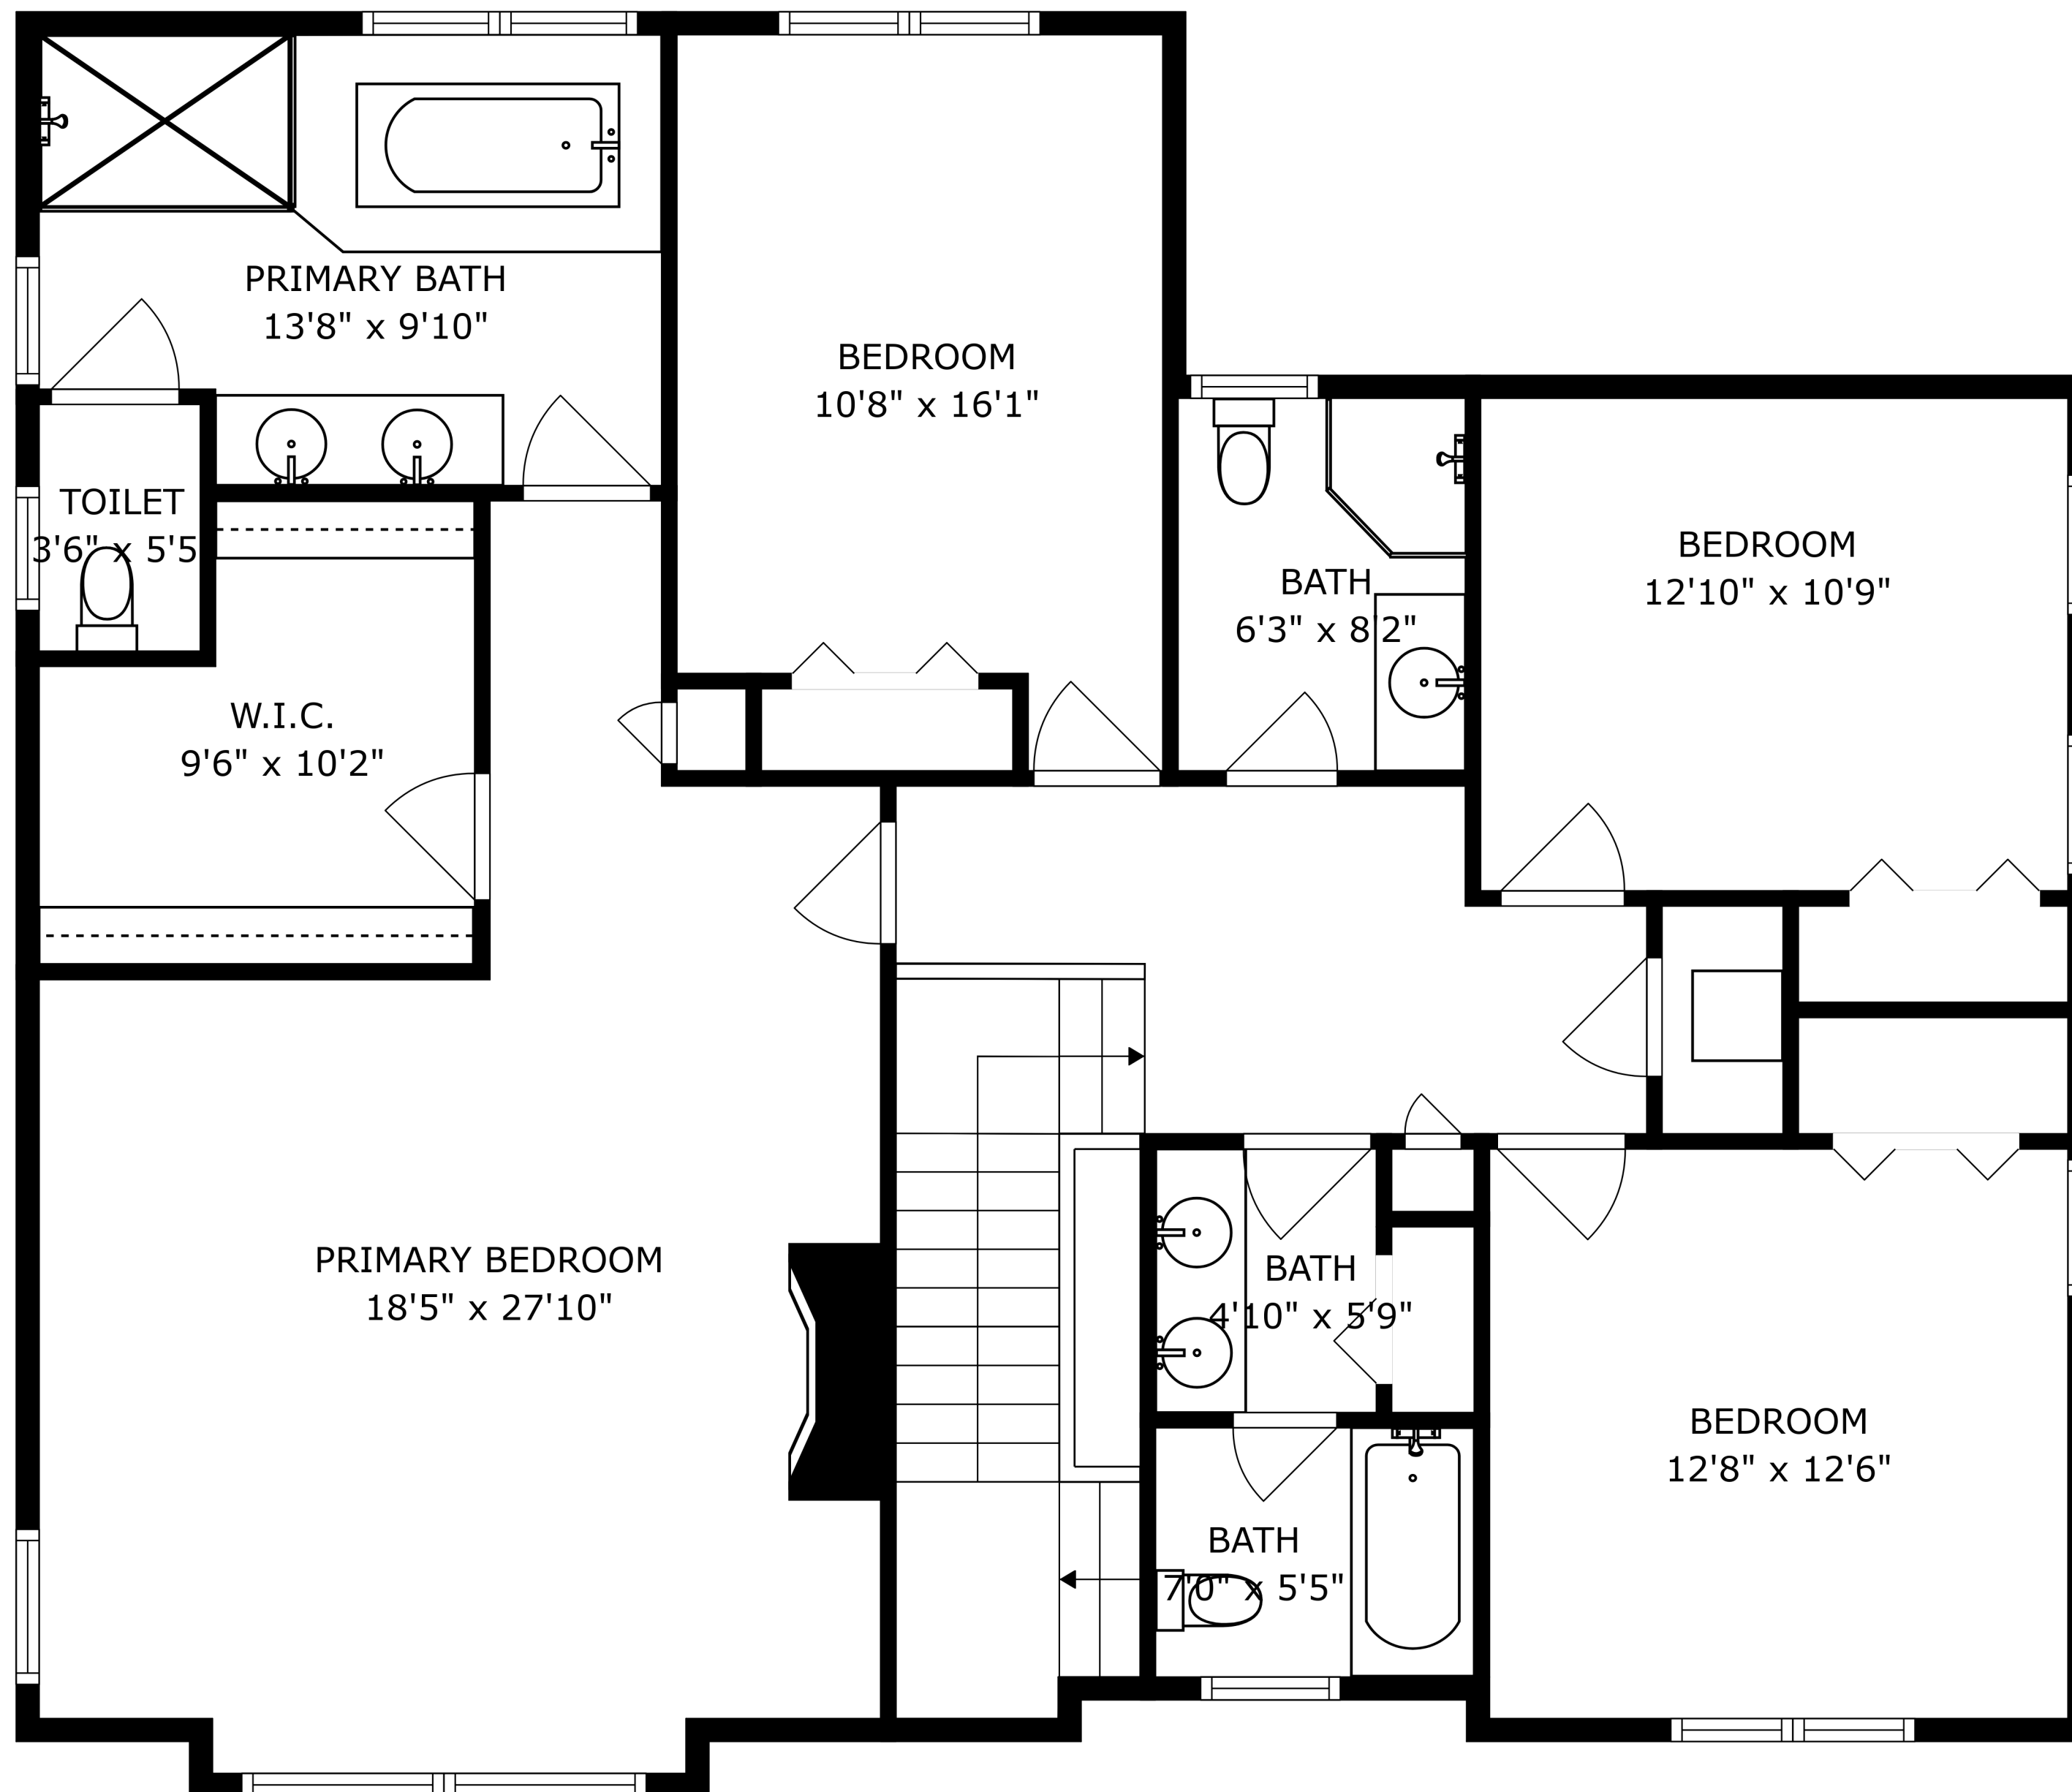 PRIMARY BATH
13'8" x 9'10"
BEDROOM
10'8" x 16'1"
TOILET
3'6" x 5'5
BATH
6'3" x 8'2"
BEDROOM
12'10" x 10'9"
W.I.C.
9'6" x 10'2"
PRIMARY BEDROOM
18'5" x 27'10"
BATH
4'10" x 5'9"
BEDROOM
12'8" x 12'6"
BATH
7'0" x 5'5"